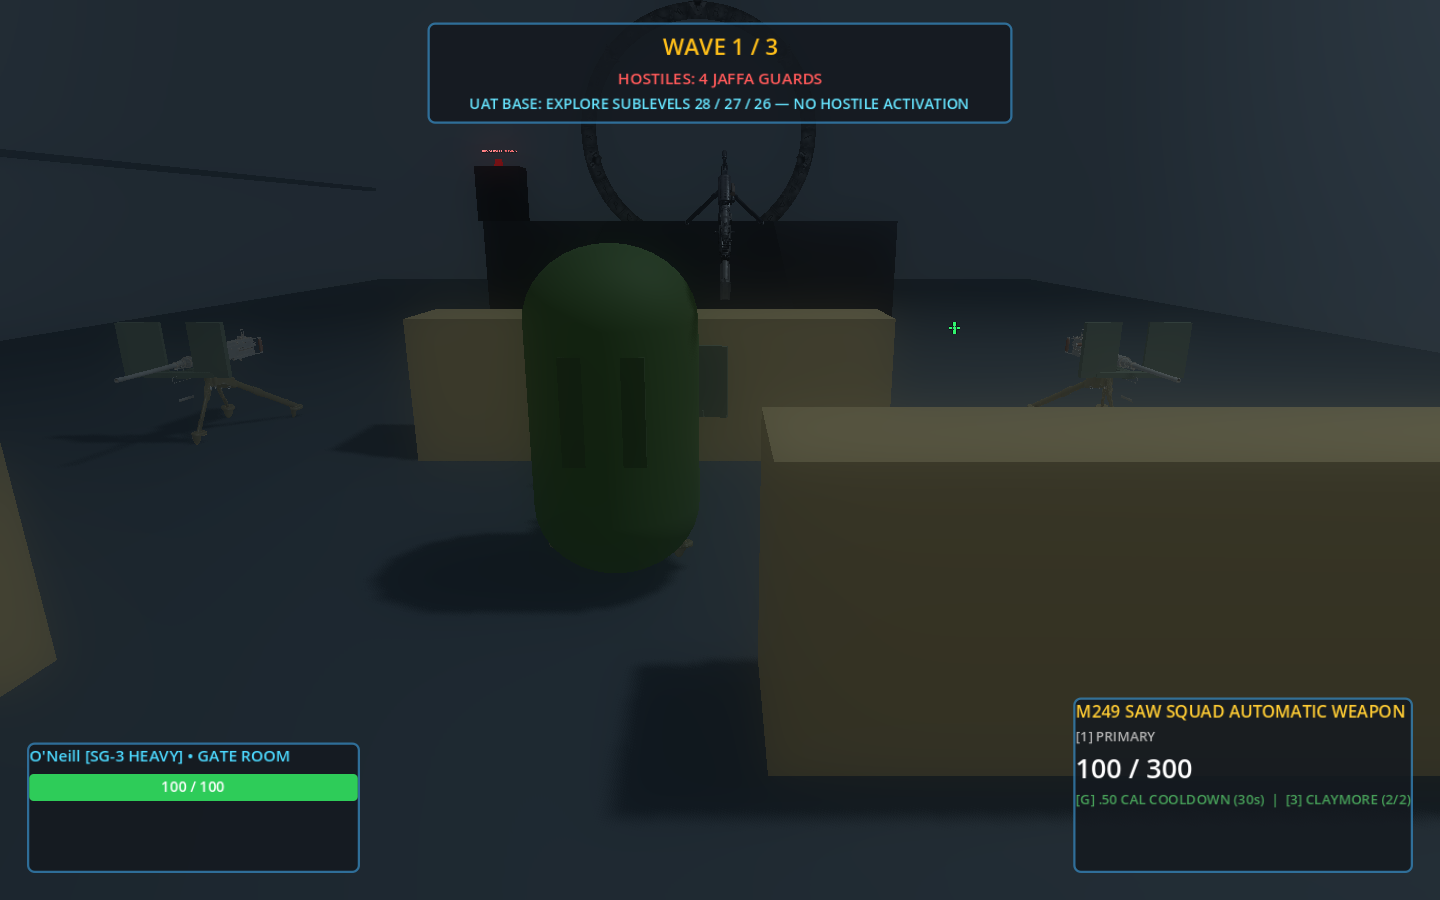 WAVE 1 / 3
HOSTILES: 4 JAFFA GUARDS
UAT BASE: EXPLORE SUBLEVELS 28 / 27 / 26 — NO HOSTILE ACTIVATION
O'Neill [SG-3 HEAVY] • GATE ROOM
100 / 100
M249 SAW SQUAD AUTOMATIC WEAPON
[1] PRIMARY
100 / 300
[G] .50 CAL COOLDOWN (30s) | [3] CLAYMORE (2/2)